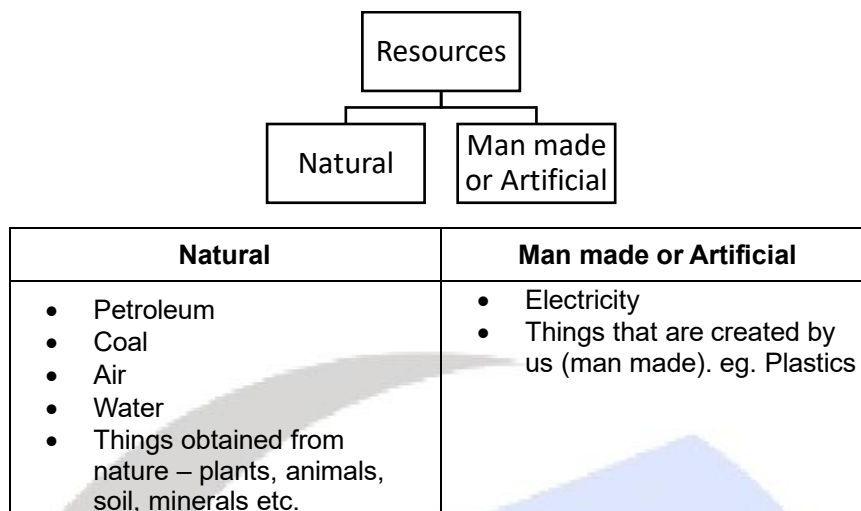 Resources
Natural
Man made
or Artificial
Natural
Man made or Artificial
• Petroleum
• Coal
• Air
• Water
• Things obtained from
nature – plants, animals,
soil, minerals etc.
• Electricity
• Things that are created by
us (man made). eg. Plastics